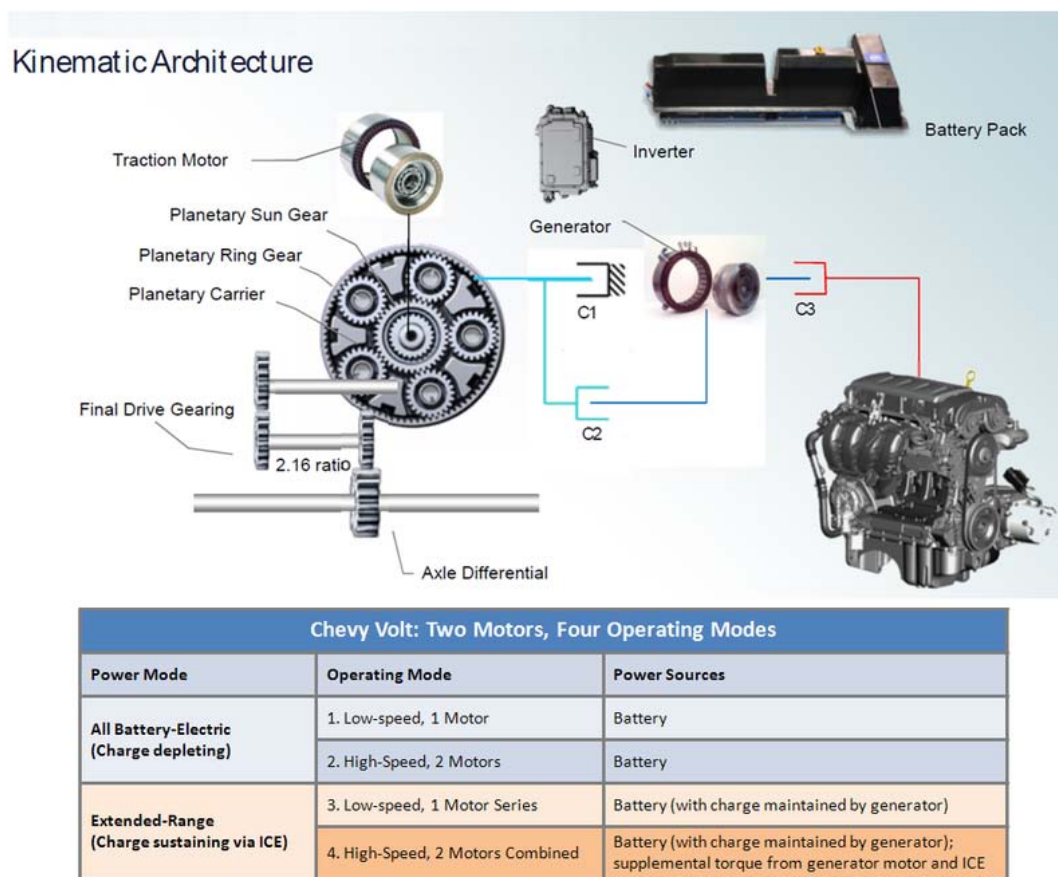 Kinematic Architecture
Battery Pack
Inverter
Traction Motor
Planetary Sun Gear
Generator
Planetary Ring Gear
Planetary Carrier
C1
C3
Final Drive Gearing
C2
2.16 ratio
Axle Differential
Chevy Volt: Two Motors, Four Operating Modes
Power Mode
Operating Mode
Power Sources
All Battery-Electric
(Charge depleting)
1. Low-speed, 1 Motor
Battery
2. High-Speed, 2 Motors
Battery
Extended-Range
(Charge sustaining via ICE)
3. Low-speed, 1 Motor Series
Battery (with charge maintained by generator)
4. High-Speed, 2 Motors Combined
Battery (with charge maintained by generator);
supplemental torque from generator motor and ICE